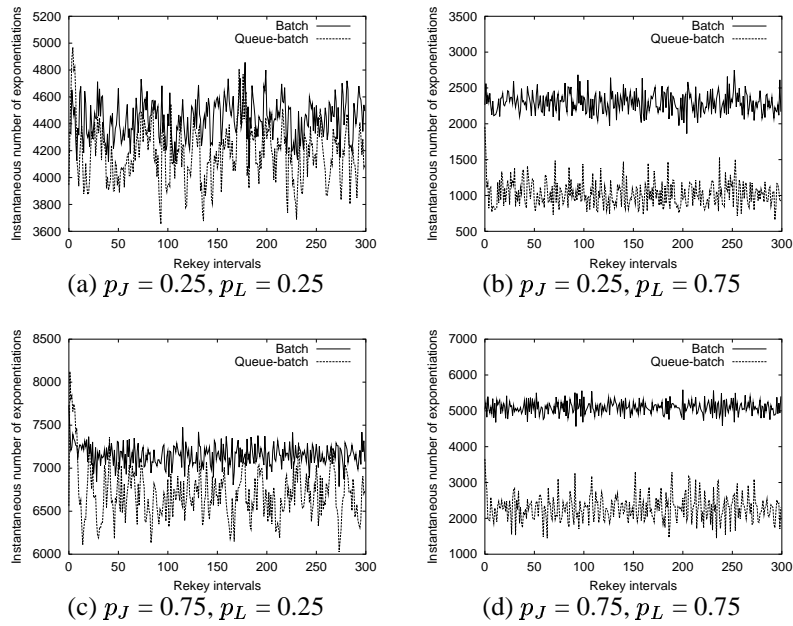 Instantaneous number of exponentiations
5200
5000
4800
4600
4400
4200
4000
3800
3600
Batch
Queue-batch
0 50 100 150 200 250 300
Rekey intervals
(a) p_J = 0.25, p_L = 0.25
Instantaneous number of exponentiations
3500
3000
2500
2000
1500
1000
500
Batch
Queue-batch
0 50 100 150 200 250 300
Rekey intervals
(b) p_J = 0.25, p_L = 0.75
Instantaneous number of exponentiations
8500
8000
7500
7000
6500
6000
Batch
Queue-batch
0 50 100 150 200 250 300
Rekey intervals
(c) p_J = 0.75, p_L = 0.25
Instantaneous number of exponentiations
7000
6000
5000
4000
3000
2000
1000
Batch
Queue-batch
0 50 100 150 200 250 300
Rekey intervals
(d) p_J = 0.75, p_L = 0.75